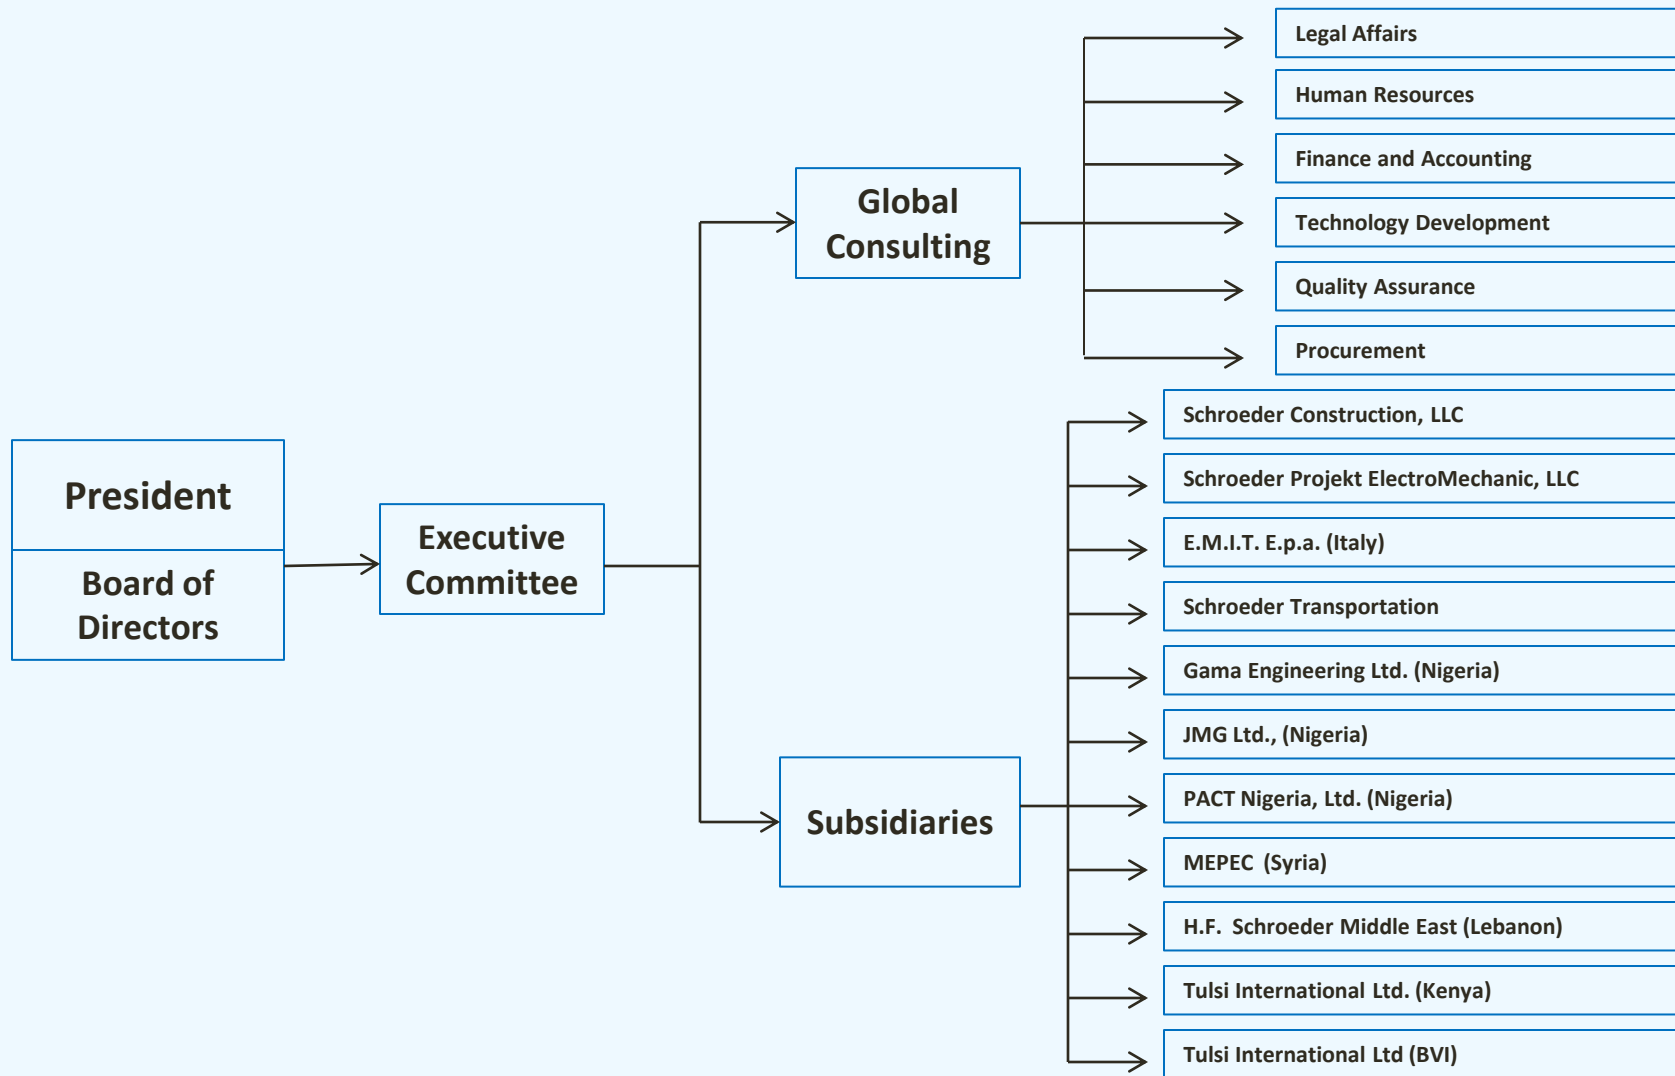 President
Board of
Directors
Executive
Committee
Global
Consulting
Legal Affairs
Human Resources
Finance and Accounting
Technology Development
Quality Assurance
Procurement
Subsidiaries
Schroeder Construction, LLC
Schroeder Projekt ElectroMechanic, LLC
E.M.I.T. E.p.a. (Italy)
Schroeder Transportation
Gama Engineering Ltd. (Nigeria)
JMG Ltd., (Nigeria)
PACT Nigeria, Ltd. (Nigeria)
MEPEC  (Syria)
H.F.  Schroeder Middle East (Lebanon)
Tulsi International Ltd. (Kenya)
Tulsi International Ltd (BVI)